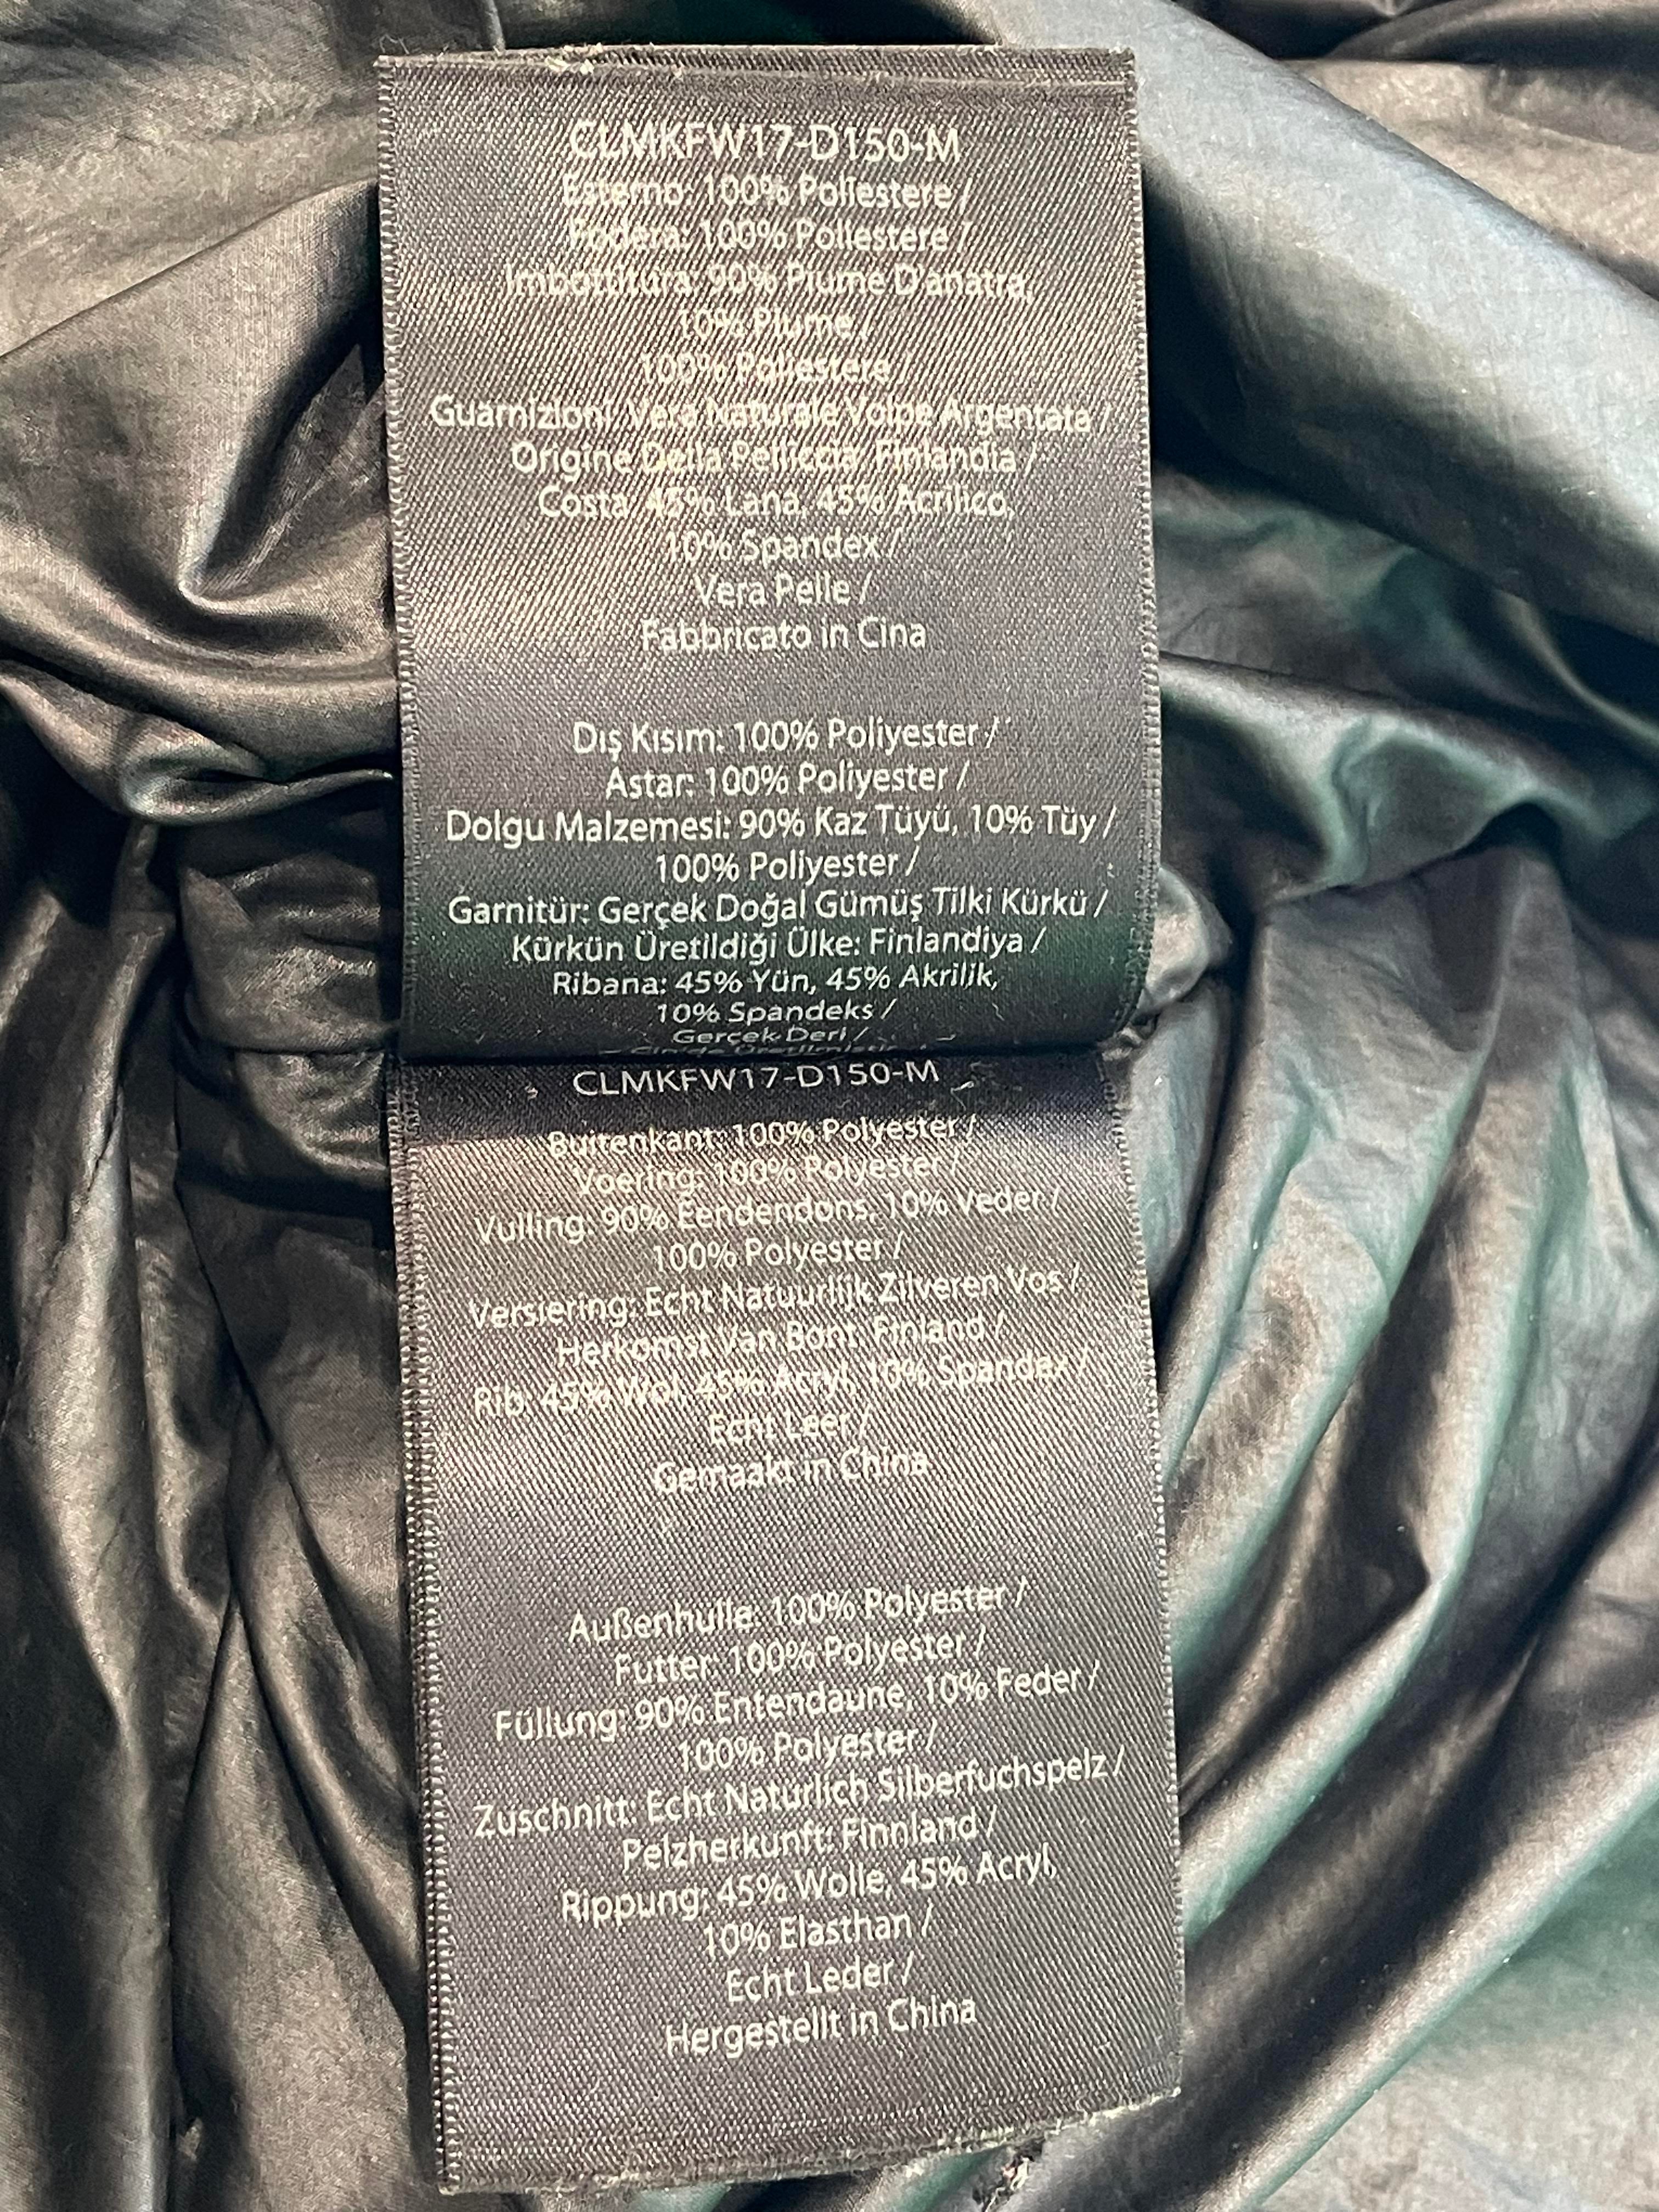 CLMKFW17-D150-M
Esterno: 100% Poliestere /
Fodera: 100% Poliestere /
Imbottitura: 90% Piume D'anatra,
10% Piume /
100% Poliestere
Guarnizioni: Vera Naturale Volpe Argentata /
Origine Della Pelliccia: Finlandia /
Costa: 45% Lana, 45% Acrilico,
10% Spandex /
Vera Pelle /
Fabbricato in Cina
Dış Kısım: 100% Poliyester /
Astar: 100% Poliyester /
Dolgu Malzemesi: 90% Kaz Tüyü, 10% Tüy /
100% Poliyester /
Garnitür: Gerçek Doğal Gümüş Tilki Kürkü /
Kürkün Üretildiği Ülke: Finlandiya /
Ribana: 45% Yün, 45% Akrilik,
10% Spandeks /
Gerçek Deri /
CLMKFW17-D150-M
Buitenkant: 100% Polyester /
Voering: 100% Polyester /
Vulling: 90% Eendendons, 10% Veder /
100% Polyester /
Versiering: Echt Natuurlijk Zilveren Vos /
Herkomst Van Bont: Finland /
Rib: 45% Wol, 45% Acryl, 10% Spandex /
Echt Leer /
Gemaakt in China
Außenhülle: 100% Polyester /
Futter: 100% Polyester /
Füllung: 90% Entendaune, 10% Feder /
100% Polyester /
Zuschnitt: Echt Natürlich Silberfuchspelz /
Pelzherkunft: Finnland /
Rippung: 45% Wolle, 45% Acryl,
10% Elasthan /
Echt Leder /
Hergestellt in China